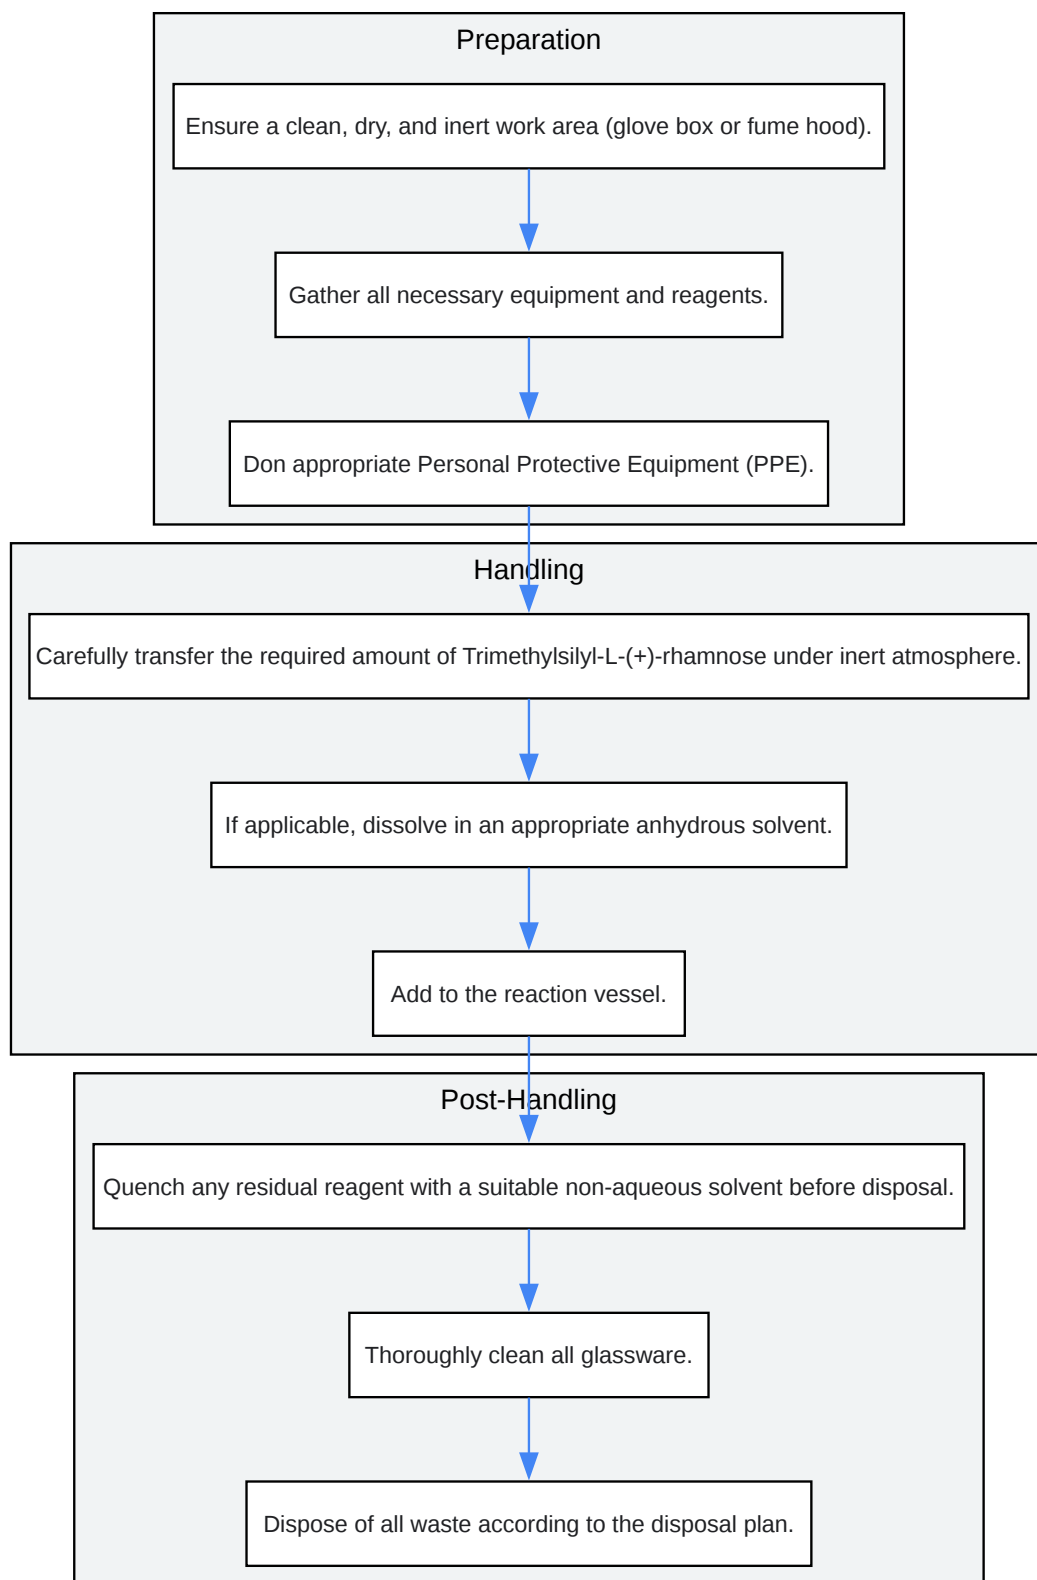 Preparation
Ensure a clean, dry, and inert work area (glove box or fume hood).
Gather all necessary equipment and reagents.
Don appropriate Personal Protective Equipment (PPE).
Handling
Carefully transfer the required amount of Trimethylsilyl-L-(+)-rhamnose under inert atmosphere.
If applicable, dissolve in an appropriate anhydrous solvent.
Add to the reaction vessel.
Post-Handling
Quench any residual reagent with a suitable non-aqueous solvent before disposal.
Thoroughly clean all glassware.
Dispose of all waste according to the disposal plan.